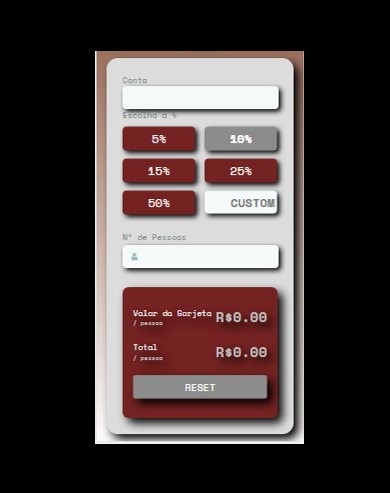 Conta
Escolha a %
5% 10%
15% 25%
50% CUSTOM
Nº de Pessoas
Valor da Gorjeta R$0.00
/ pessoa
Total R$0.00
/ pessoa
RESET